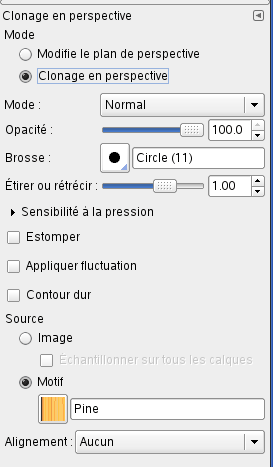 Clonage en perspective
Mode
Modifie le plan de perspective
Clonage en perspective
Mode : Normal
Opacité : 100.0
Brosse : Circle (11)
Étirer ou rétrécir : 1.00
Sensibilité à la pression
Estomper
Appliquer fluctuation
Contour dur
Source
Image
Échantillonner sur tous les calques
Motif
Pine
Alignement : Aucun